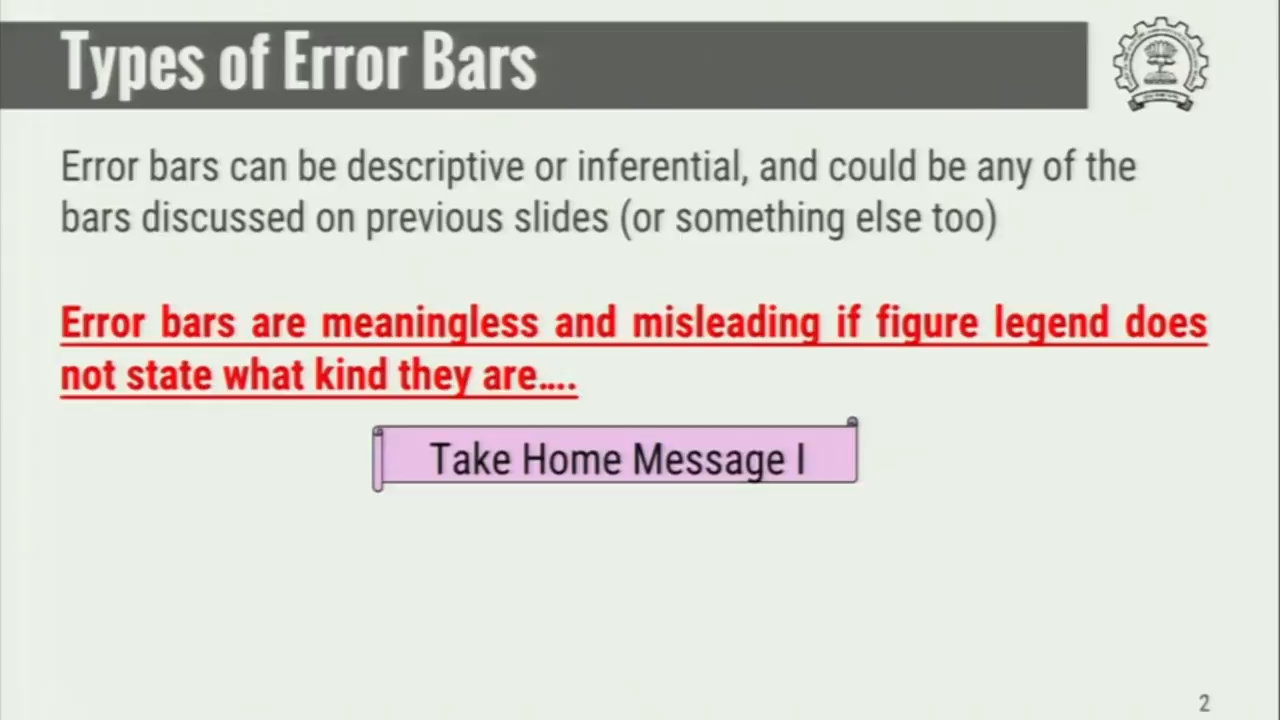 Types of Error Bars
Error bars can be descriptive or inferential, and could be any of the
bars discussed on previous slides (or something else too)
Error bars are meaningless and misleading if figure legend does
not state what kind they are....
Take Home Message I
2